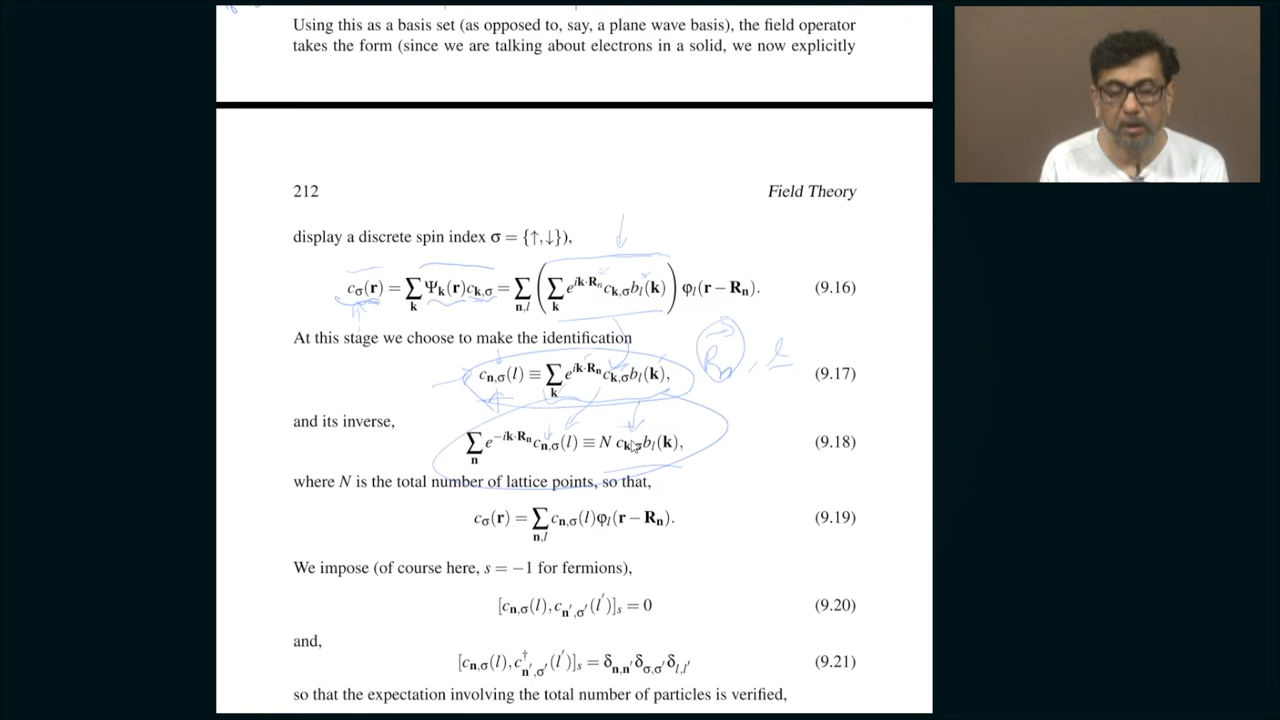 Using this as a basis set (as opposed to, say, a plane wave basis), the field operator
takes the form (since we are talking about electrons in a solid, we now explicitly
212 Field Theory
display a discrete spin index σ = {↑,↓}),
c_σ(r) = ∑_k Ψ_k(r)c_{k,σ} = ∑_{n,l} (∑_k e^{ik·R_n} c_{k,σ} b_l(k)) φ_l(r − R_n). (9.16)
At this stage we choose to make the identification
c_{n,σ}(l) ≡ ∑_k e^{ik·R_n} c_{k,σ} b_l(k), (9.17)
R_n, l
and its inverse,
∑_n e^{−ik·R_n} c_{n,σ}(l) ≡ N c_{k,σ} b_l(k), (9.18)
where N is the total number of lattice points, so that,
c_σ(r) = ∑_{n,l} c_{n,σ}(l)φ_l(r − R_n). (9.19)
We impose (of course here, s = −1 for fermions),
[c_{n,σ}(l), c_{n′,σ′}(l′)]_s = 0 (9.20)
and,
[c_{n,σ}(l), c†_{n′,σ′}(l′)]_s = δ_{n,n′} δ_{σ,σ′} δ_{l,l′} (9.21)
so that the expectation involving the total number of particles is verified,